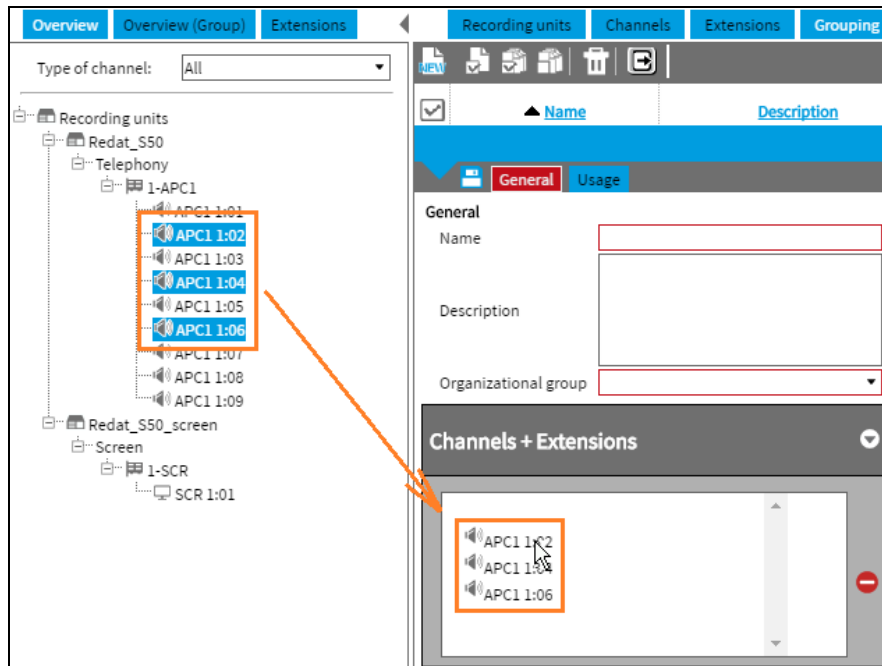 Overview Overview (Group) Extensions
Type of channel: All
Recording units
Redat_S50
Telephony
1-APC1
APC1 1:01
APC1 1:02
APC1 1:03
APC1 1:04
APC1 1:05
APC1 1:06
APC1 1:07
APC1 1:08
APC1 1:09
Redat_S50_screen
Screen
1-SCR
SCR 1:01
Recording units Channels Extensions Grouping
NEW
Name Description
General Usage
General
Name
Description
Organizational group
Channels + Extensions
APC1 1:02
APC1 1:04
APC1 1:06